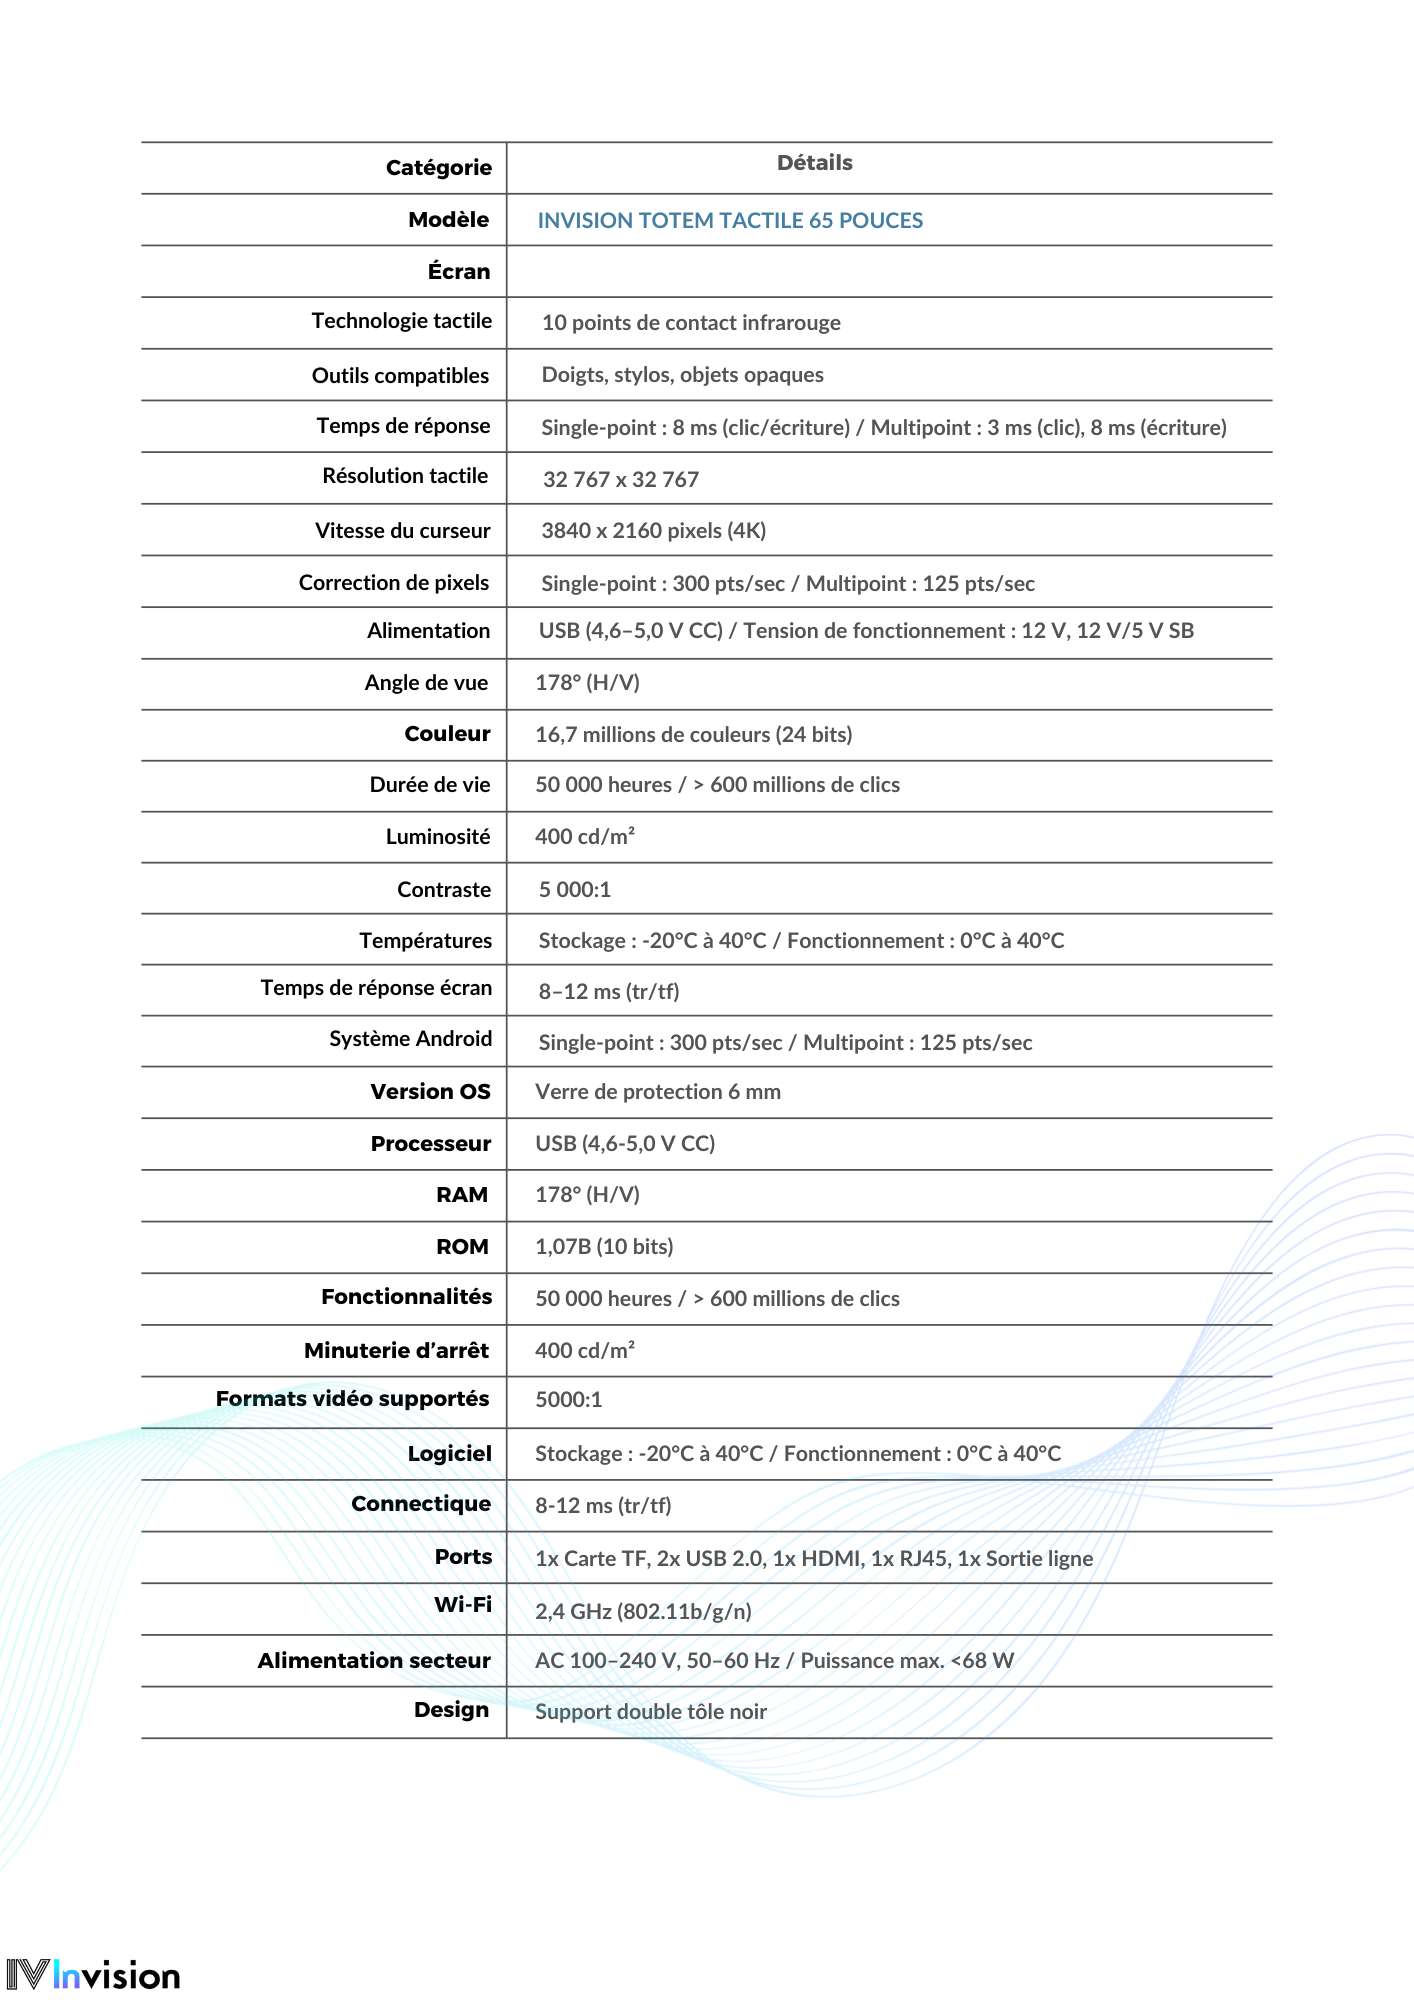 Catégorie Détails
Modèle INVISION TOTEM TACTILE 65 POUCES
Écran
Technologie tactile 10 points de contact infrarouge
Outils compatibles Doigts, stylos, objets opaques
Temps de réponse Single-point : 8 ms (clic/écriture) / Multipoint : 3 ms (clic), 8 ms (écriture)
Résolution tactile 32 767 x 32 767
Vitesse du curseur 3840 x 2160 pixels (4K)
Correction de pixels Single-point : 300 pts/sec / Multipoint : 125 pts/sec
Alimentation USB (4,6–5,0 V CC) / Tension de fonctionnement : 12 V, 12 V/5 V SB
Angle de vue 178° (H/V)
Couleur 16,7 millions de couleurs (24 bits)
Durée de vie 50 000 heures / > 600 millions de clics
Luminosité 400 cd/m²
Contraste 5 000:1
Températures Stockage : -20°C à 40°C / Fonctionnement : 0°C à 40°C
Temps de réponse écran 8–12 ms (tr/tf)
Système Android Single-point : 300 pts/sec / Multipoint : 125 pts/sec
Version OS Verre de protection 6 mm
Processeur USB (4,6-5,0 V CC)
RAM 178° (H/V)
ROM 1,07B (10 bits)
Fonctionnalités 50 000 heures / > 600 millions de clics
Minuterie d’arrêt 400 cd/m²
Formats vidéo supportés 5000:1
Logiciel Stockage : -20°C à 40°C / Fonctionnement : 0°C à 40°C
Connectique 8-12 ms (tr/tf)
Ports 1x Carte TF, 2x USB 2.0, 1x HDMI, 1x RJ45, 1x Sortie ligne
Wi-Fi 2,4 GHz (802.11b/g/n)
Alimentation secteur AC 100–240 V, 50–60 Hz / Puissance max. <68 W
Design Support double tôle noir
IV Invision